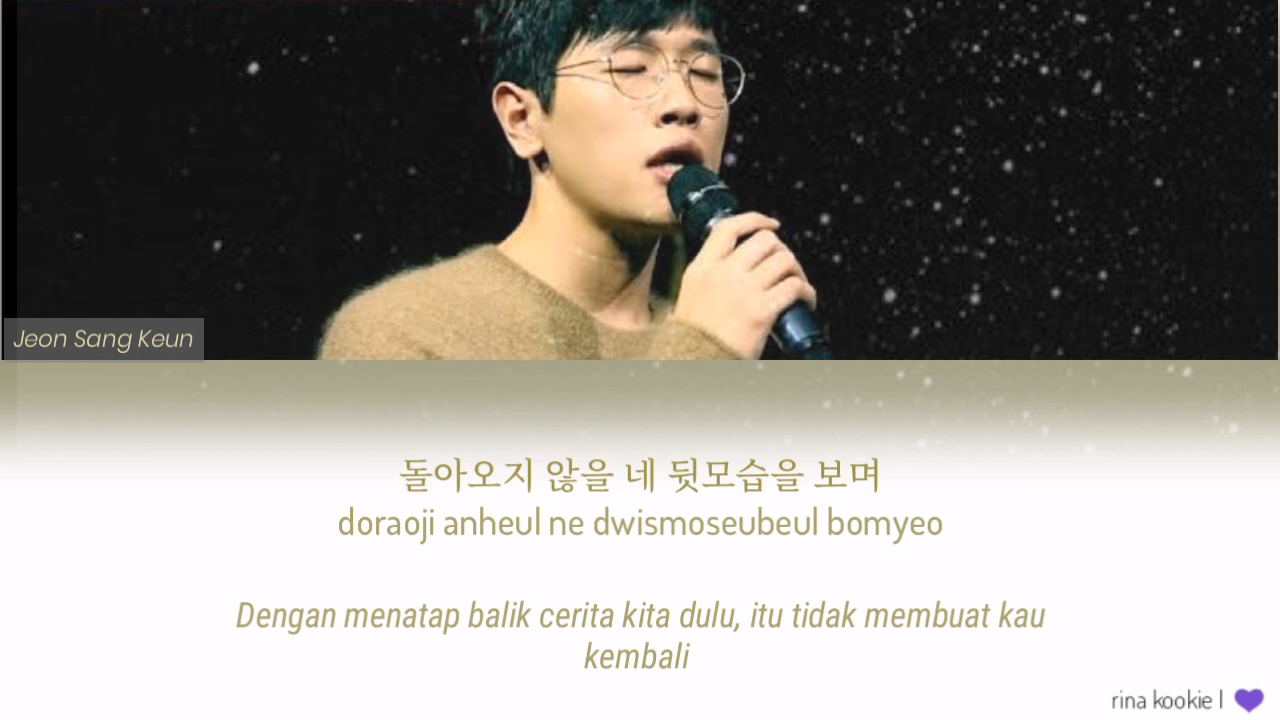 Jeon Sang Keun
돌아오지 않을 네 뒷모습을 보며
doraoji anheul ne dwismoseubeul bomyeo
Dengan menatap balik cerita kita dulu, itu tidak membuat kau
kembali
rina kookie l